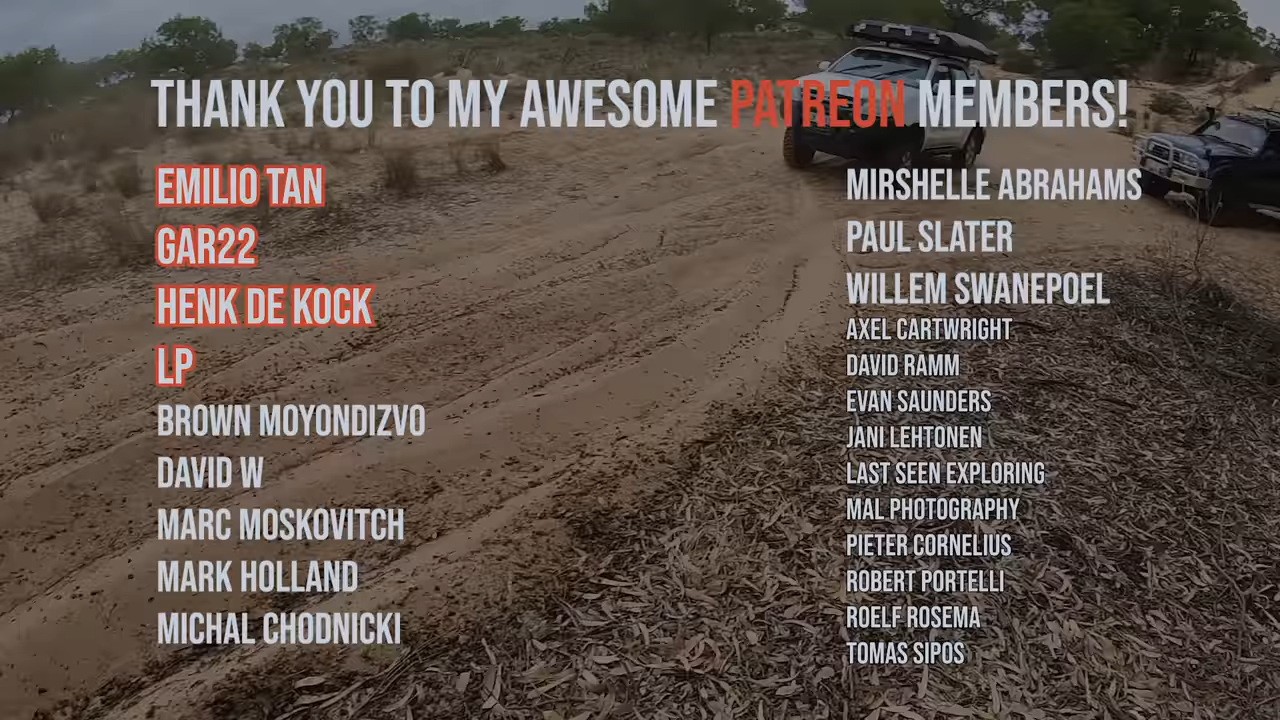 THANK YOU TO MY AWESOME PATREON MEMBERS!
EMILIO TAN
GAR22
HENK DE KOCK
LP
BROWN MOYONDIZVO
DAVID W
MARC MOSKOVITCH
MARK HOLLAND
MICHAL CHODNICKI
MIRSHELLE ABRAHAMS
PAUL SLATER
WILLEM SWANEPOEL
AXEL CARTWRIGHT
DAVID RAMM
EVAN SAUNDERS
JANI LEHTONEN
LAST SEEN EXPLORING
MAL PHOTOGRAPHY
PIETER CORNELIUS
ROBERT PORTELLI
ROELF ROSEMA
TOMAS SIPOS